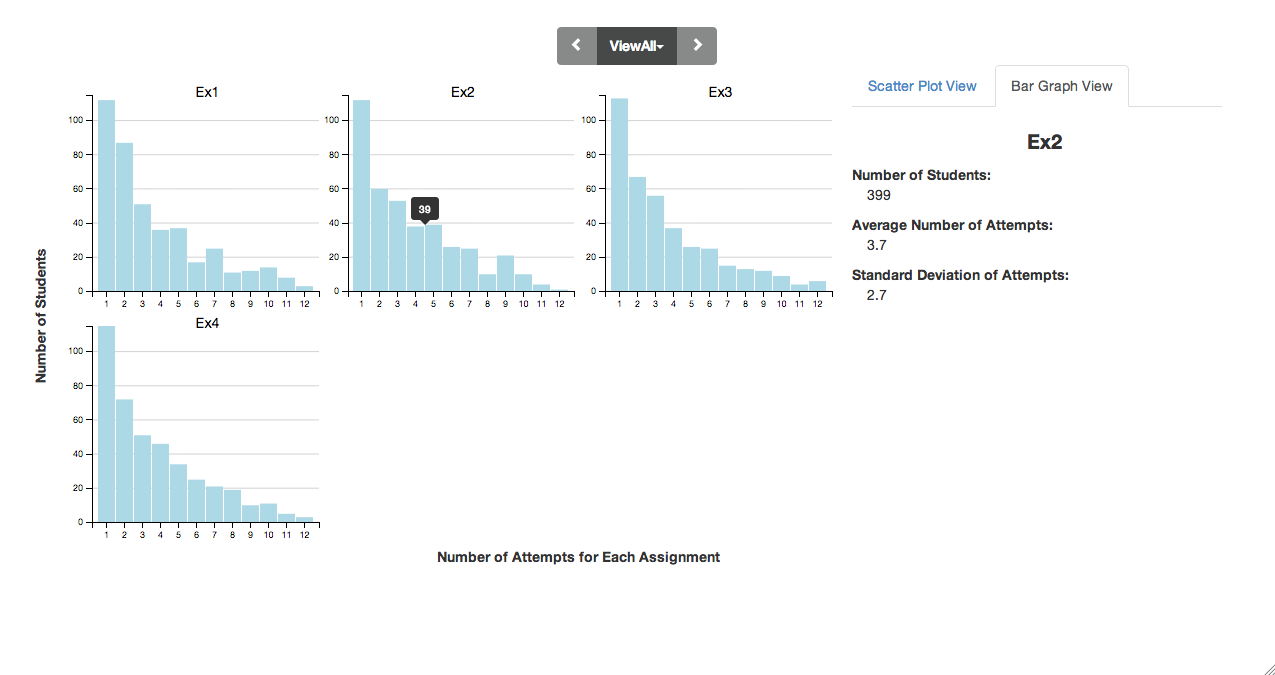 ViewAll
Scatter Plot View
Bar Graph View
Ex1
100
80
60
40
20
0
1 2 3 4 5 6 7 8 9 10 11 12
Ex2
100
80
60
40
20
0
39
1 2 3 4 5 6 7 8 9 10 11 12
Ex3
100
80
60
40
20
0
1 2 3 4 5 6 7 8 9 10 11 12
Ex4
100
80
60
40
20
0
1 2 3 4 5 6 7 8 9 10 11 12
Number of Students
Number of Attempts for Each Assignment
Ex2
Number of Students:
399
Average Number of Attempts:
3.7
Standard Deviation of Attempts:
2.7